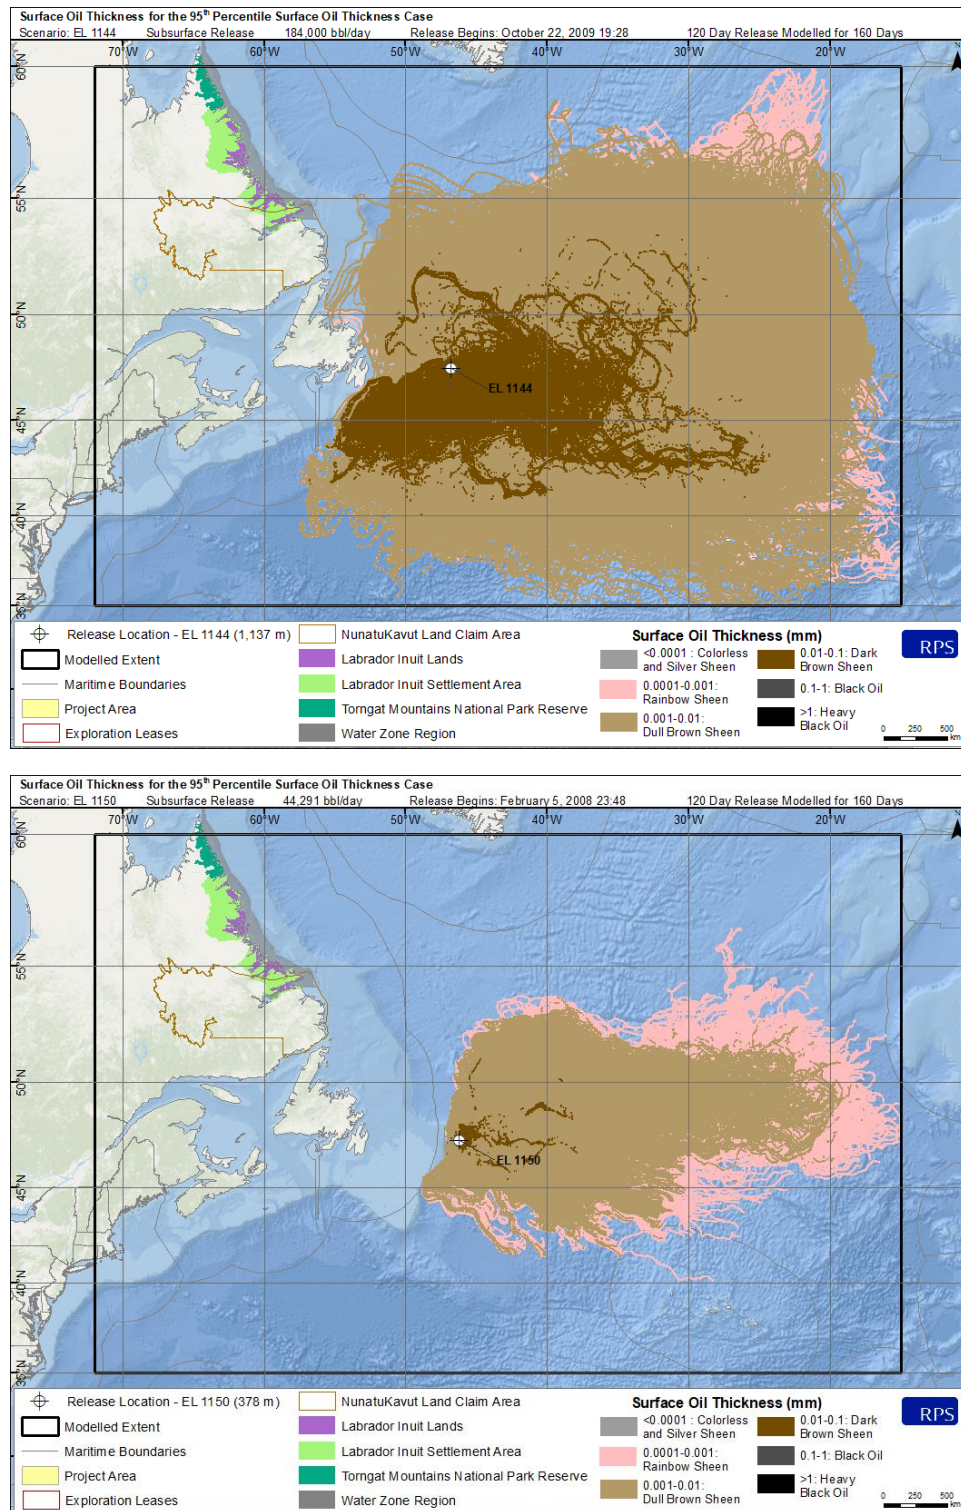 Surface Oil Thickness for the 95th Percentile Surface Oil Thickness Case
Scenario: EL 1144 Subsurface Release 184,000 bbl/day Release Begins: October 22, 2009 19:28 120 Day Release Modelled for 160 Days
70°W 60°W 50°W 40°W 30°W 20°W
N
60°N
55°N
50°N
45°N
40°N
35°N
EL 1144
Release Location - EL 1144 (1,137 m)
Modelled Extent
Maritime Boundaries
Project Area
Exploration Leases
NunatuKavut Land Claim Area
Labrador Inuit Lands
Labrador Inuit Settlement Area
Torngat Mountains National Park Reserve
Water Zone Region
Surface Oil Thickness (mm)
<0.0001 : Colorless
and Silver Sheen
0.0001-0.001:
Rainbow Sheen
0.001-0.01:
Dull Brown Sheen
0.01-0.1: Dark
Brown Sheen
0.1-1: Black Oil
>1: Heavy
Black Oil
RPS
0 250 500
km
Surface Oil Thickness for the 95th Percentile Surface Oil Thickness Case
Scenario: EL 1150 Subsurface Release 44,291 bbl/day Release Begins: February 5, 2008 23:48 120 Day Release Modelled for 160 Days
70°W 60°W 50°W 40°W 30°W 20°W
N
60°N
55°N
50°N
45°N
40°N
35°N
EL 1150
Release Location - EL 1150 (378 m)
Modelled Extent
Maritime Boundaries
Project Area
Exploration Leases
NunatuKavut Land Claim Area
Labrador Inuit Lands
Labrador Inuit Settlement Area
Torngat Mountains National Park Reserve
Water Zone Region
Surface Oil Thickness (mm)
<0.0001 : Colorless
and Silver Sheen
0.0001-0.001:
Rainbow Sheen
0.001-0.01:
Dull Brown Sheen
0.01-0.1: Dark
Brown Sheen
0.1-1: Black Oil
>1: Heavy
Black Oil
RPS
0 250 500
km